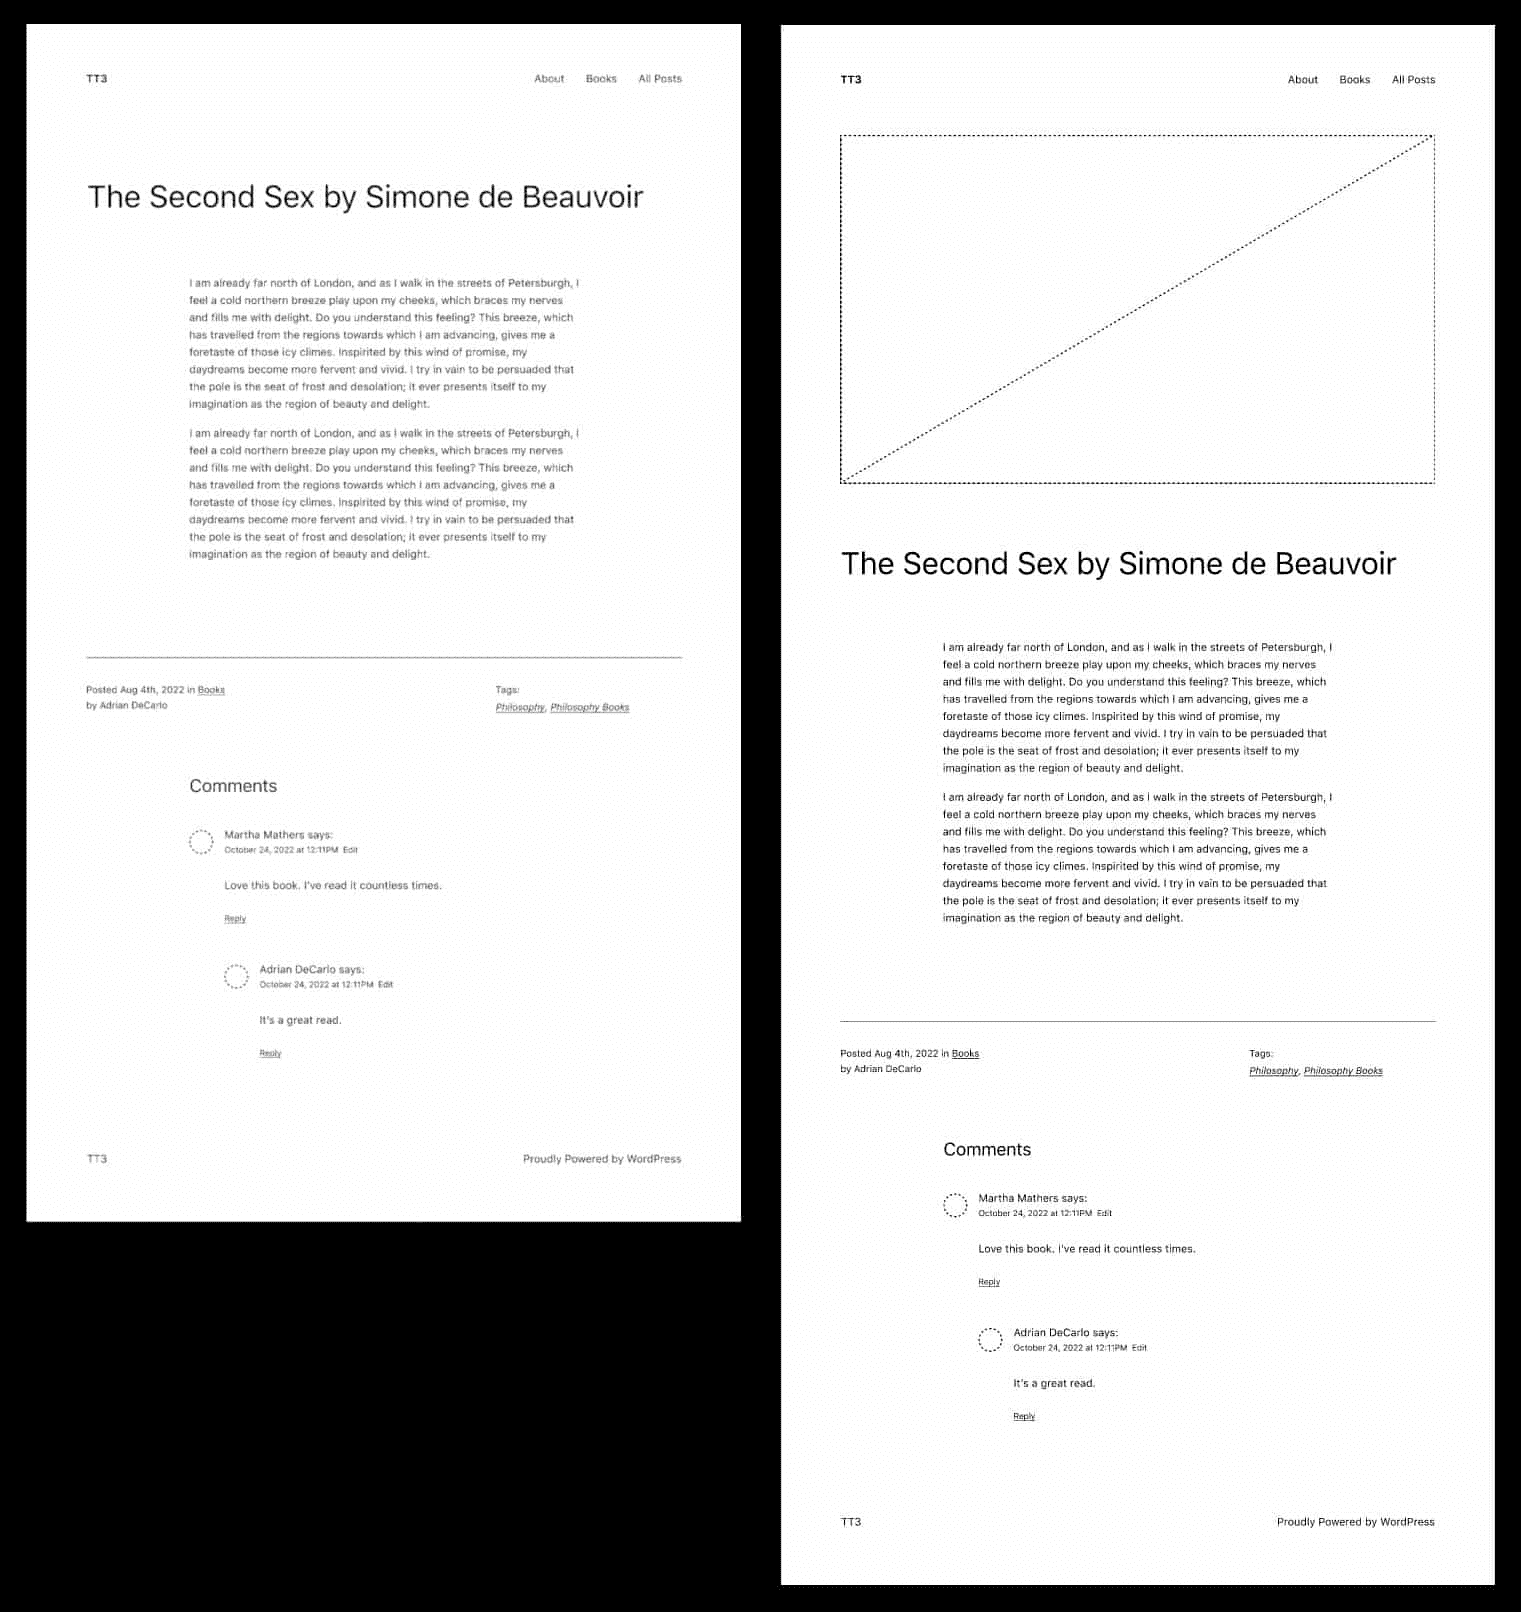 TT3
About Books All Posts
The Second Sex by Simone de Beauvoir
I am already far north of London, and as I walk in the streets of Petersburgh, I
feel a cold northern breeze play upon my cheeks, which braces my nerves
and fills me with delight. Do you understand this feeling? This breeze, which
has travelled from the regions towards which I am advancing, gives me a
foretaste of those icy climes. Inspirited by this wind of promise, my
daydreams become more fervent and vivid. I try in vain to be persuaded that
the pole is the seat of frost and desolation; it ever presents itself to my
imagination as the region of beauty and delight.
I am already far north of London, and as I walk in the streets of Petersburgh, I
feel a cold northern breeze play upon my cheeks, which braces my nerves
and fills me with delight. Do you understand this feeling? This breeze, which
has travelled from the regions towards which I am advancing, gives me a
foretaste of those icy climes. Inspirited by this wind of promise, my
daydreams become more fervent and vivid. I try in vain to be persuaded that
the pole is the seat of frost and desolation; it ever presents itself to my
imagination as the region of beauty and delight.
Posted Aug 4th, 2022 in Books
by Adrian DeCarlo
Tags:
Philosophy, Philosophy Books
Comments
Martha Mathers says:
October 24, 2022 at 12:11PM Edit
Love this book. I've read it countless times.
Reply
Adrian DeCarlo says:
October 24, 2022 at 12:11PM Edit
It's a great read.
Reply
TT3
Proudly Powered by WordPress
TT3
About Books All Posts
The Second Sex by Simone de Beauvoir
I am already far north of London, and as I walk in the streets of Petersburgh, I
feel a cold northern breeze play upon my cheeks, which braces my nerves
and fills me with delight. Do you understand this feeling? This breeze, which
has travelled from the regions towards which I am advancing, gives me a
foretaste of those icy climes. Inspirited by this wind of promise, my
daydreams become more fervent and vivid. I try in vain to be persuaded that
the pole is the seat of frost and desolation; it ever presents itself to my
imagination as the region of beauty and delight.
I am already far north of London, and as I walk in the streets of Petersburgh, I
feel a cold northern breeze play upon my cheeks, which braces my nerves
and fills me with delight. Do you understand this feeling? This breeze, which
has travelled from the regions towards which I am advancing, gives me a
foretaste of those icy climes. Inspirited by this wind of promise, my
daydreams become more fervent and vivid. I try in vain to be persuaded that
the pole is the seat of frost and desolation; it ever presents itself to my
imagination as the region of beauty and delight.
Posted Aug 4th, 2022 in Books
by Adrian DeCarlo
Tags:
Philosophy, Philosophy Books
Comments
Martha Mathers says:
October 24, 2022 at 12:11PM Edit
Love this book. I've read it countless times.
Reply
Adrian DeCarlo says:
October 24, 2022 at 12:11PM Edit
It's a great read.
Reply
TT3
Proudly Powered by WordPress